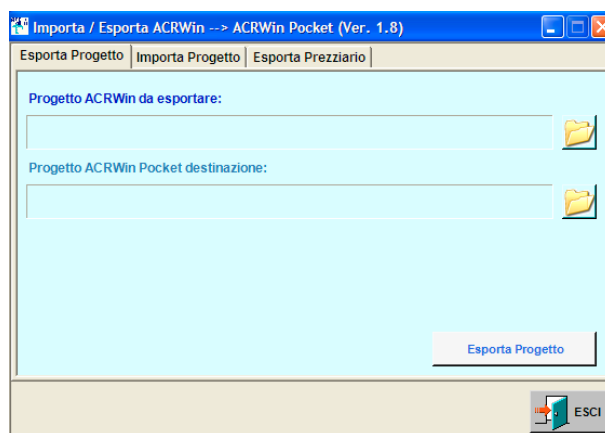 Importa / Esporta ACRWin --> ACRWin Pocket (Ver. 1.8)
Esporta Progetto Importa Progetto Esporta Prezziario
Progetto ACRWin da esportare:
Progetto ACRWin Pocket destinazione:
Esporta Progetto
ESCI